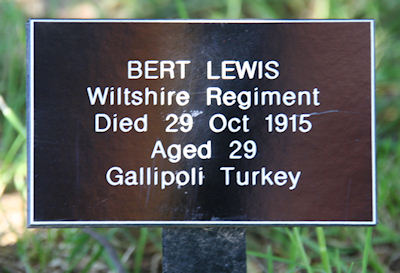 BERT LEWIS
Wiltshire Regiment
Died 29 Oct 1915
Aged 29
Gallipoli Turkey